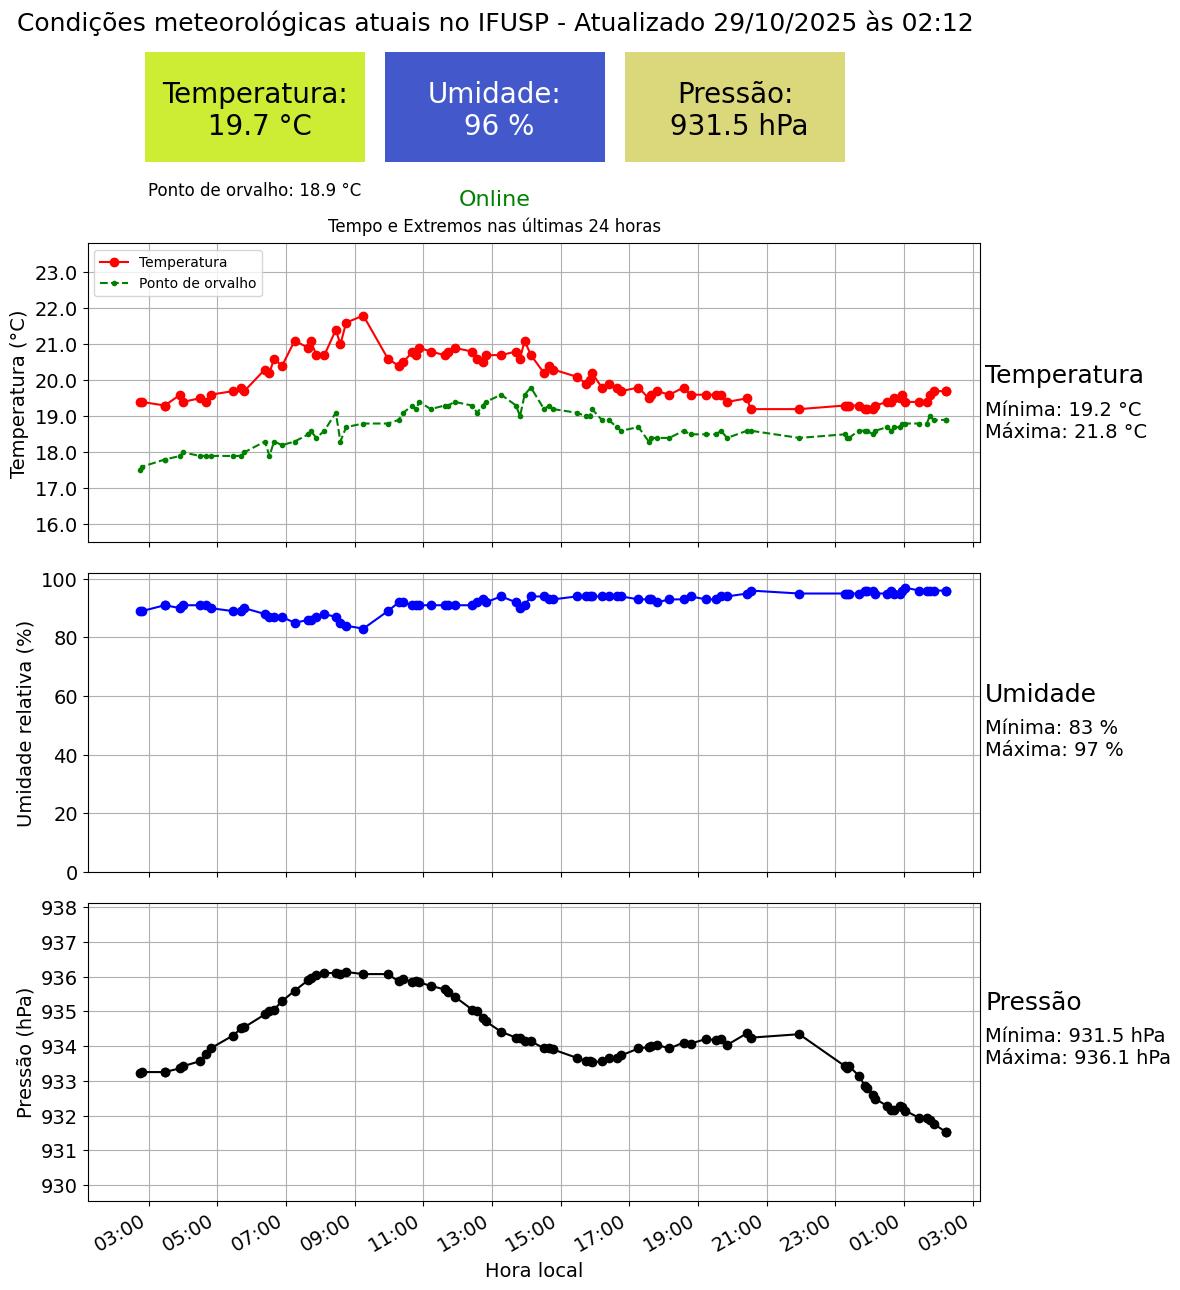 Condições meteorológicas atuais no IFUSP - Atualizado 29/10/2025 às 02:12
Temperatura:
19.7 °C
Umidade:
96 %
Pressão:
931.5 hPa
Ponto de orvalho: 18.9 °C
Online
Tempo e Extremos nas últimas 24 horas
Temperatura
Ponto de orvalho
Temperatura (°C)
23.0
22.0
21.0
20.0
19.0
18.0
17.0
16.0
Temperatura
Mínima: 19.2 °C
Máxima: 21.8 °C
Umidade relativa (%)
100
80
60
40
20
0
Umidade
Mínima: 83 %
Máxima: 97 %
Pressão (hPa)
938
937
936
935
934
933
932
931
930
Pressão
Mínima: 931.5 hPa
Máxima: 936.1 hPa
03:00 05:00 07:00 09:00 11:00 13:00 15:00 17:00 19:00 21:00 23:00 01:00 03:00
Hora local